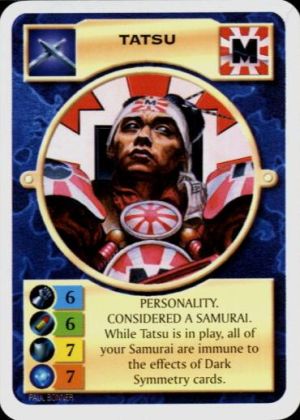 TATSU
M
M
6
6
7
7
PERSONALITY.
CONSIDERED A SAMURAI.
While Tatsu is in play, all of
your Samurai are immune to
the effects of Dark
Symmetry cards.
PAUL BONNER